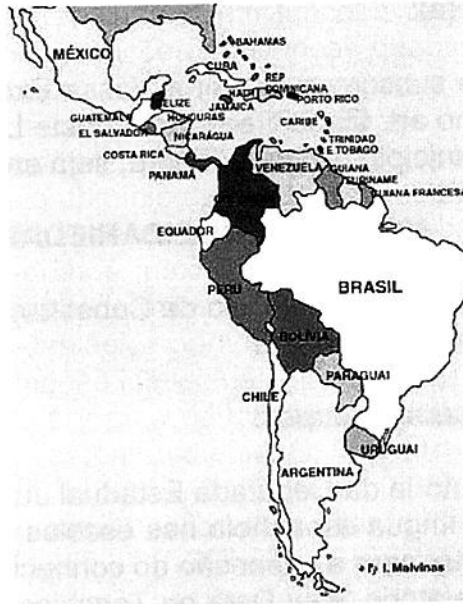 MÉXICO
BAHAMAS
CUBA
REP.
DOMINICANA
HAITI
JAMAICA
PORTO RICO
BELIZE
HONDURAS
GUATEMALA
EL SALVADOR
NICARÁGUA
CARIBE
COSTA RICA
TRINIDAD
E TOBAGO
PANAMÁ
VENEZUELA
GUIANA
SURINAME
GUIANA FRANCESA
EQUADOR
PERU
BRASIL
BOLÍVIA
PARAGUAI
CHILE
URUGUAI
ARGENTINA
I. Malvinas